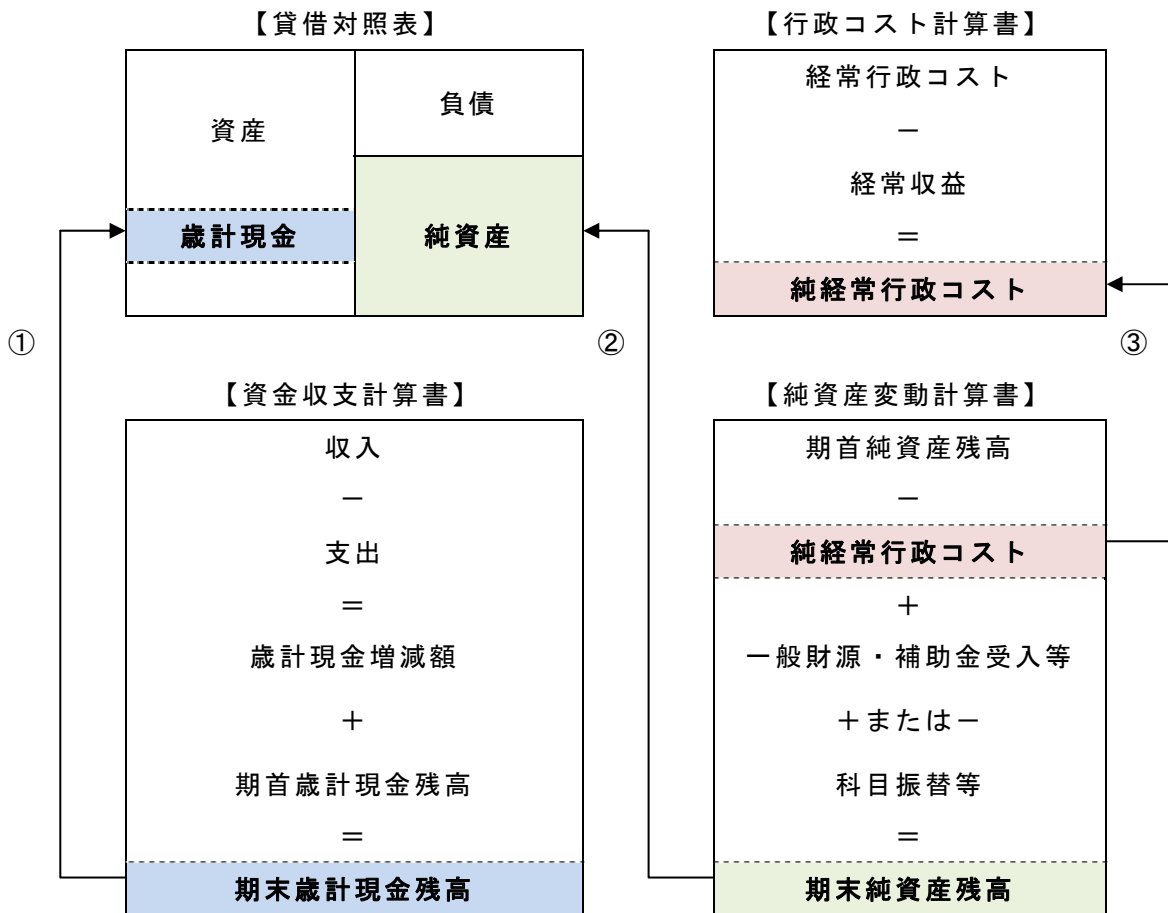 【貸借対照表】
資産
歳計現金
負債
純資産
【行政コスト計算書】
経常行政コスト
－
経常収益
＝
純経常行政コスト
①
②
③
【資金収支計算書】
収入
－
支出
＝
歳計現金増減額
＋
期首歳計現金残高
＝
期末歳計現金残高
【純資産変動計算書】
期首純資産残高
－
純経常行政コスト
＋
一般財源・補助金受入等
＋または－
科目振替等
＝
期末純資産残高